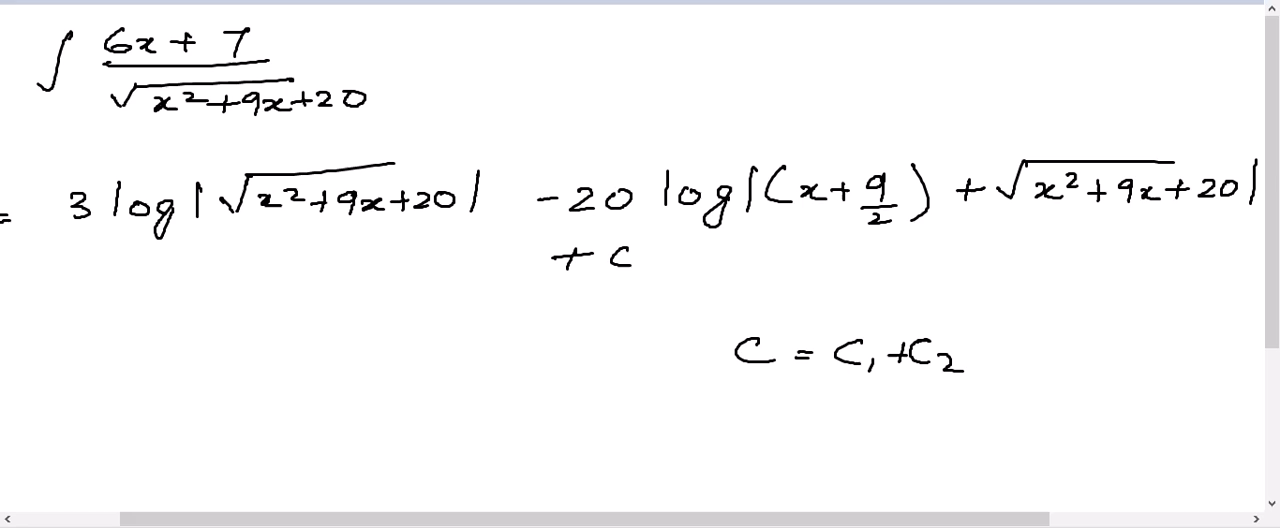 ∫ (6x + 7)/(√(x²+9x+20))
= 3 log|√(x²+9x+20)| - 20 log|(x+9/2) + √(x²+9x+20)|
+ C
C = C₁ + C₂